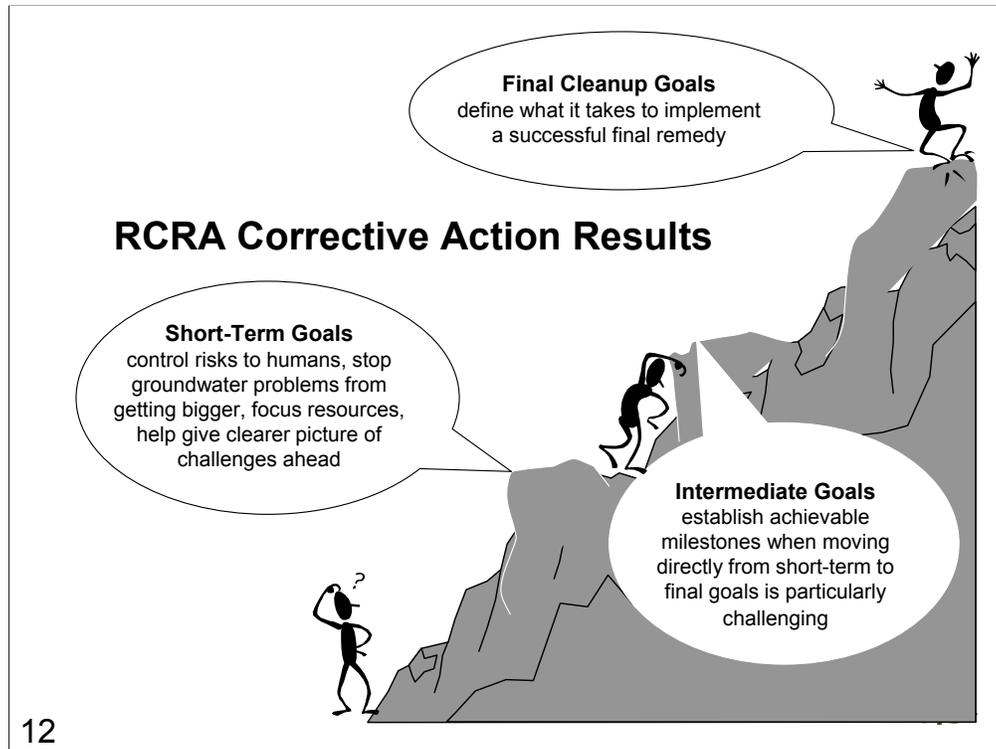 Final Cleanup Goals
define what it takes to implement
a successful final remedy
RCRA Corrective Action Results
Short-Term Goals
control risks to humans, stop
groundwater problems from
getting bigger, focus resources,
help give clearer picture of
challenges ahead
Intermediate Goals
establish achievable
milestones when moving
directly from short-term to
final goals is particularly
challenging
?
12